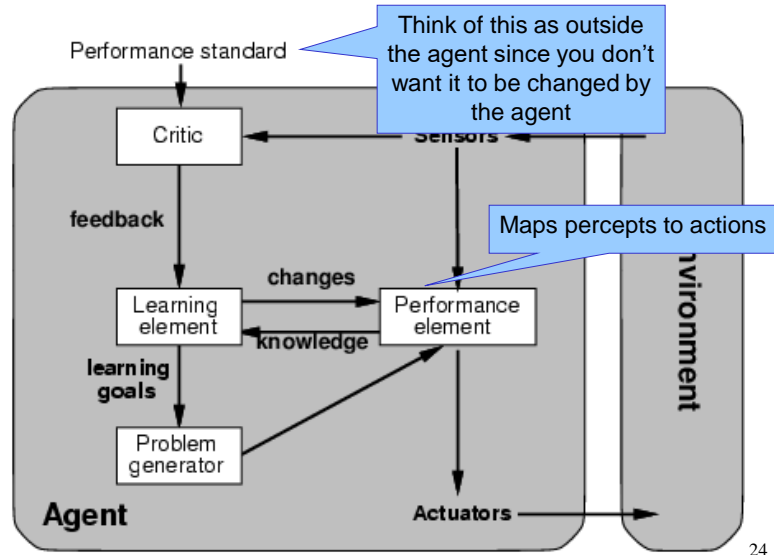 Performance standard
Think of this as outside
the agent since you don't
want it to be changed by
the agent
Critic
Sensors
feedback
Maps percepts to actions
changes
Learning
element
Performance
element
knowledge
learning
goals
Problem
generator
Agent
Actuators
nvironment
24